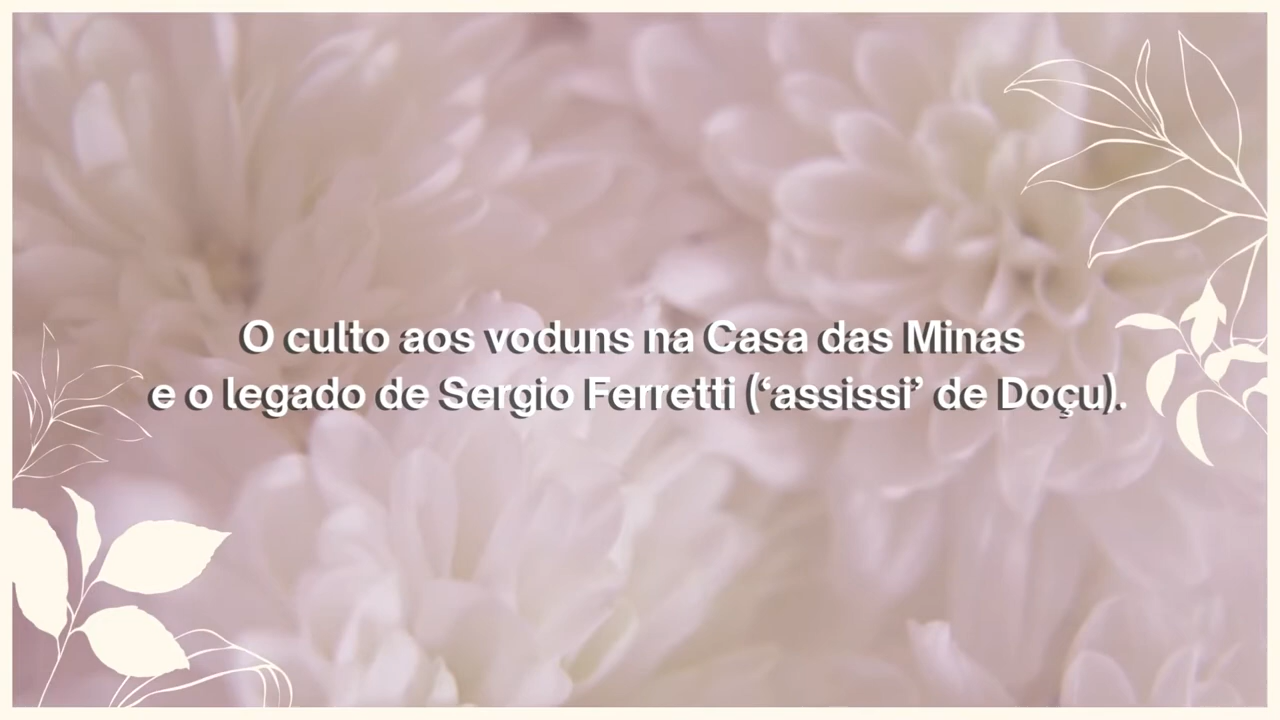 O culto aos voduns na Casa das Minas
e o legado de Sergio Ferretti (‘assissi’ de Doçu).